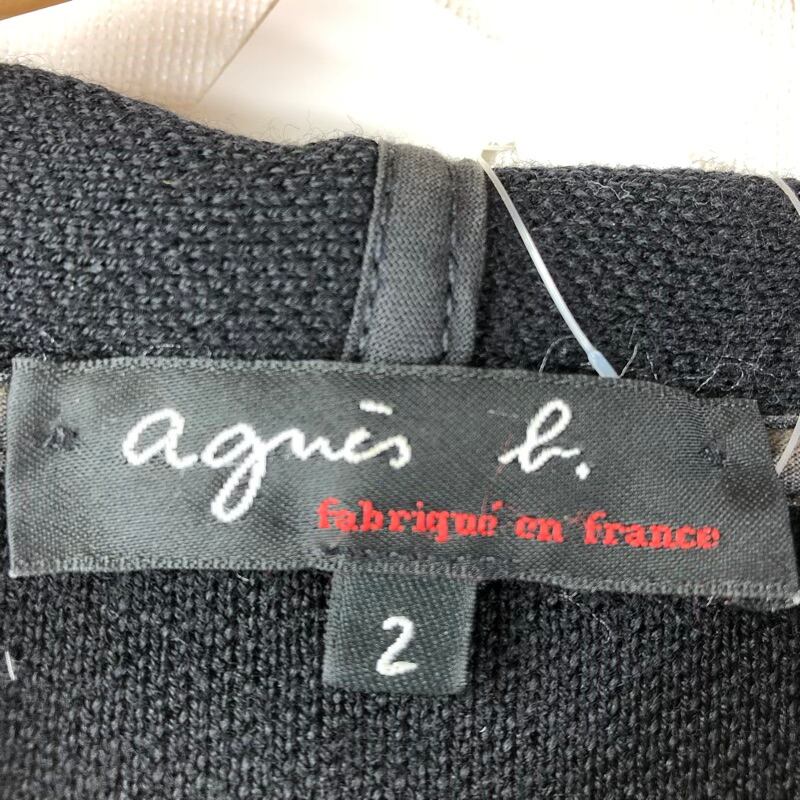 agnès b.
fabriqué en france
2